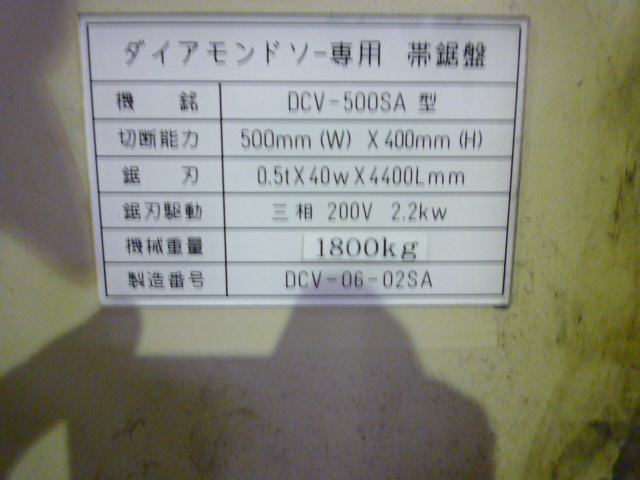 ダイアモンドソー専用 帯鋸盤
機 銘 DCV-500SA 型
切断能力 500mm (W) X 400mm (H)
鋸 刃 0.5t X 40w X 4400Lmm
鋸刃駆動 三相 200V 2.2kw
機械重量 1800kg
製造番号 DCV-06-02SA